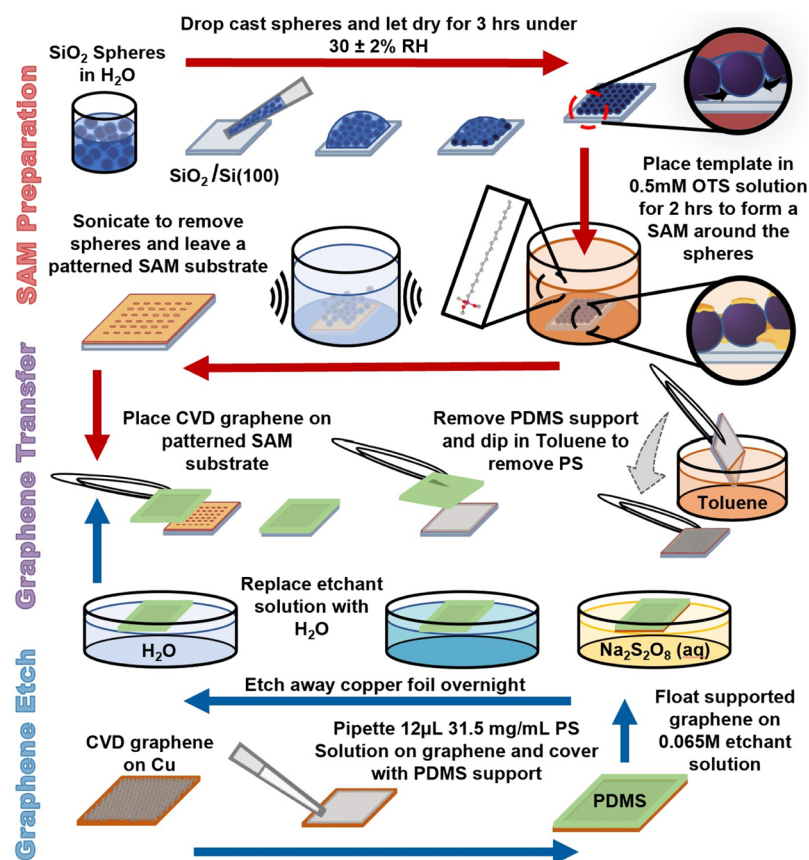 Drop cast spheres and let dry for 3 hrs under
30 ± 2% RH
SiO₂ Spheres
in H₂O
SiO₂/Si(100)
Place template in
0.5mM OTS solution
for 2 hrs to form a
SAM around the
spheres
Sonicate to remove
spheres and leave a
patterned SAM substrate
SAM Preparation
Graphene Transfer
Place CVD graphene on
patterned SAM
substrate
Remove PDMS support
and dip in Toluene to
remove PS
Toluene
Replace etchant
solution with
H₂O
H₂O
Na₂S₂O₈ (aq)
Etch away copper foil overnight
Float supported
graphene on
0.065M etchant
solution
Graphene Etch
CVD graphene
on Cu
Pipette 12µL 31.5 mg/mL PS
Solution on graphene and cover
with PDMS support
PDMS